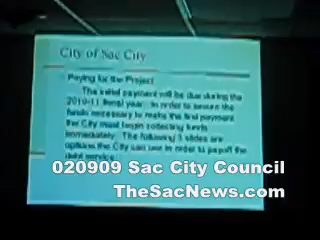 City of Sac City
Paying for the Project
The initial payment will be due during the
2010-11 fiscal year. In order to secure the
funds necessary to make the first payment
the City must begin collecting funds
immediately. The following 3 slides are
options the City can use in order to payoff the
debt service.
020909 Sac City Council
TheSacNews.com